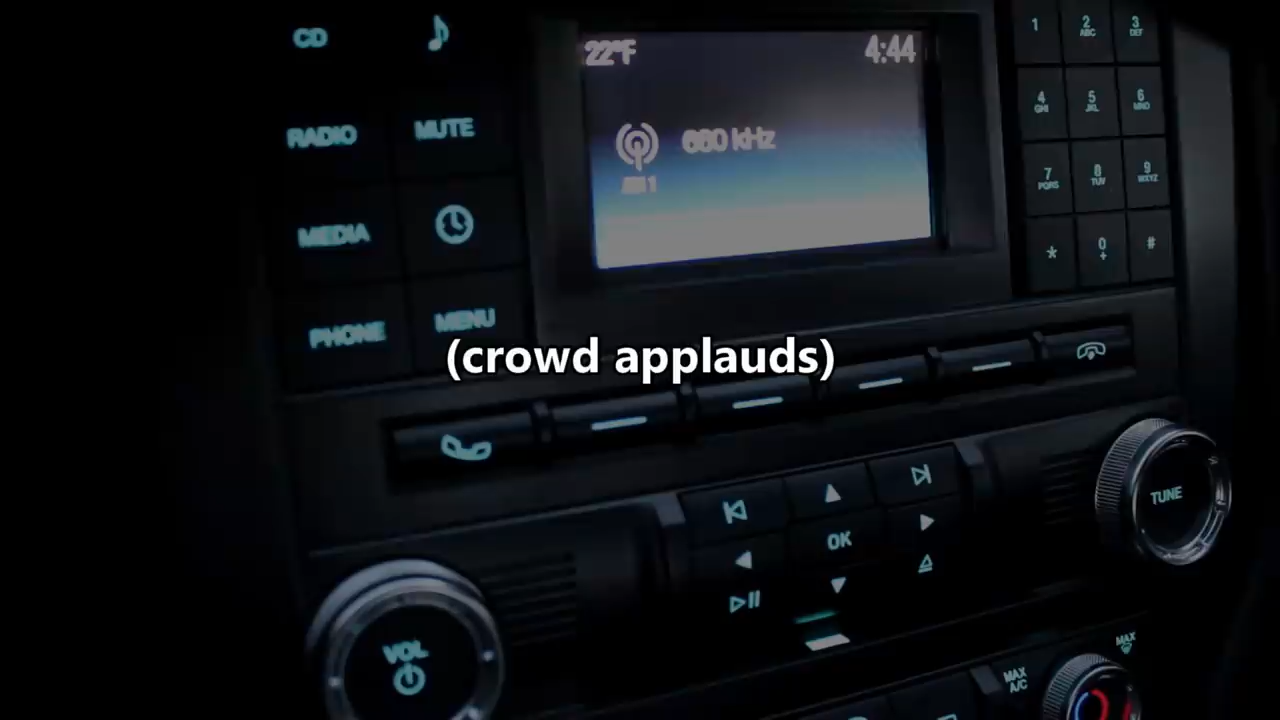 CD
22°F
4:44
RADIO
MUTE
kHz
MEDIA
PHONE
MENU
1
2 ABC
3 DEF
4 GHI
5 JKL
6 MNO
7 PQRS
8 TUV
9 WXYZ
*
0 +
#
(crowd applauds)
TUNE
OK
VOL
MAX A/C
MAX